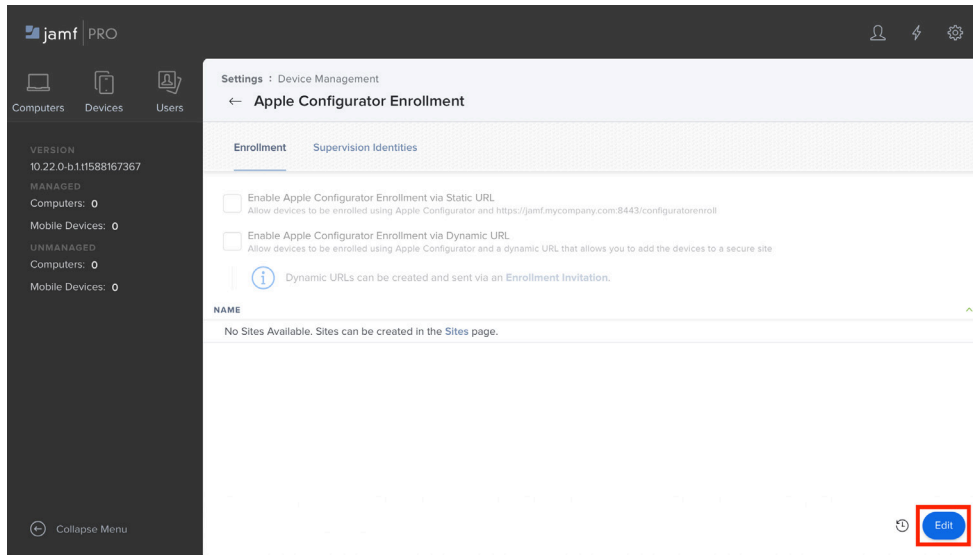 jamf PRO
Computers Devices Users
VERSION
10.22.0-b.1.t1588167367
MANAGED
Computers: 0
Mobile Devices: 0
UNMANAGED
Computers: 0
Mobile Devices: 0
Collapse Menu
Settings : Device Management
← Apple Configurator Enrollment
Enrollment Supervision Identities
Enable Apple Configurator Enrollment via Static URL
Allow devices to be enrolled using Apple Configurator and https://jamf.mycompany.com:8443/configuratorenroll
Enable Apple Configurator Enrollment via Dynamic URL
Allow devices to be enrolled using Apple Configurator and a dynamic URL that allows you to add the devices to a secure site
Dynamic URLs can be created and sent via an Enrollment Invitation.
NAME
No Sites Available. Sites can be created in the Sites page.
Edit